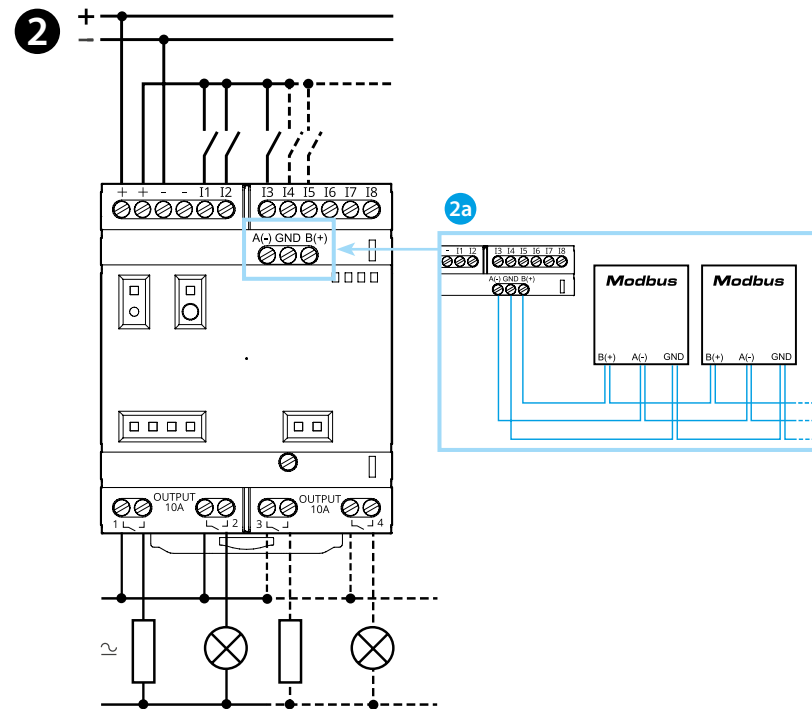 2
+
−
+ + - - I1 I2 I3 I4 I5 I6 I7 I8
A(-) GND B(+)
2a
- I1 I2 I3 I4 I5 I6 I7 I8
A(-) GND B(+)
Modbus Modbus
B(+) A(-) GND B(+) A(-) GND
OUTPUT OUTPUT
10A 10A
1 2 3 4
≃